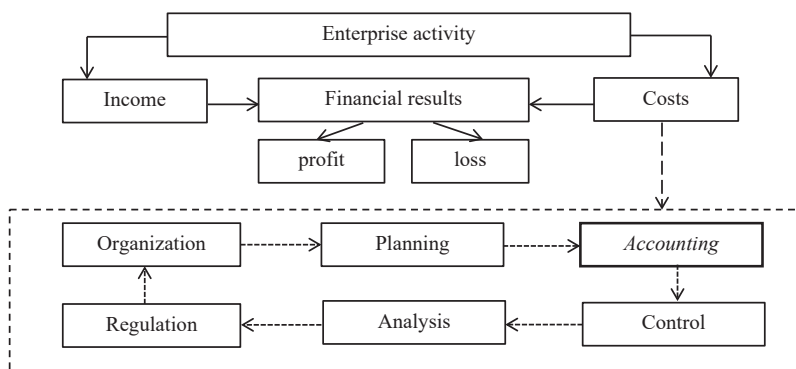 Enterprise activity
Income
Financial results
Costs
profit
loss
Organization
Planning
Accounting
Regulation
Analysis
Control